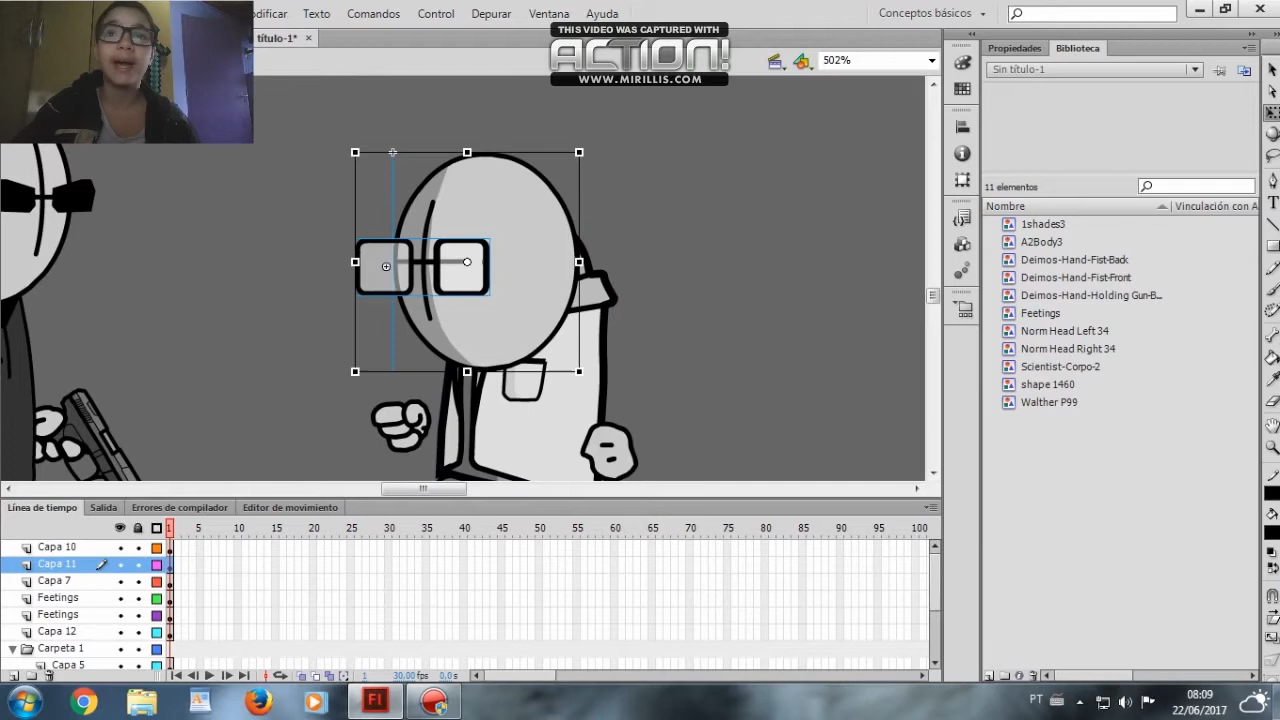 odificar Texto Comandos Control Depurar Ventana Ayuda Conceptos básicos
título-1* ×
THIS VIDEO WAS CAPTURED WITH
ACTION!
WWW.MIRILLIS.COM
502%
Propiedades Biblioteca
Sin título-1
11 elementos
Nombre Vinculación con A
1shades3
A2Body3
Deimos-Hand-Fist-Back
Deimos-Hand-Fist-Front
Deimos-Hand-Holding Gun-B...
Feetings
Norm Head Left 34
Norm Head Right 34
Scientist-Corpo-2
shape 1460
Walther P99
Línea de tiempo Salida Errores de compilador Editor de movimiento
1 5 10 15 20 25 30 35 40 45 50 55 60 65 70 75 80 85 90 95 100
Capa 10
Capa 11
Capa 7
Feetings
Feetings
Capa 12
Carpeta 1
Capa 5
1 30,00 fps 0,0 s
Fl
PT
08:09
22/06/2017